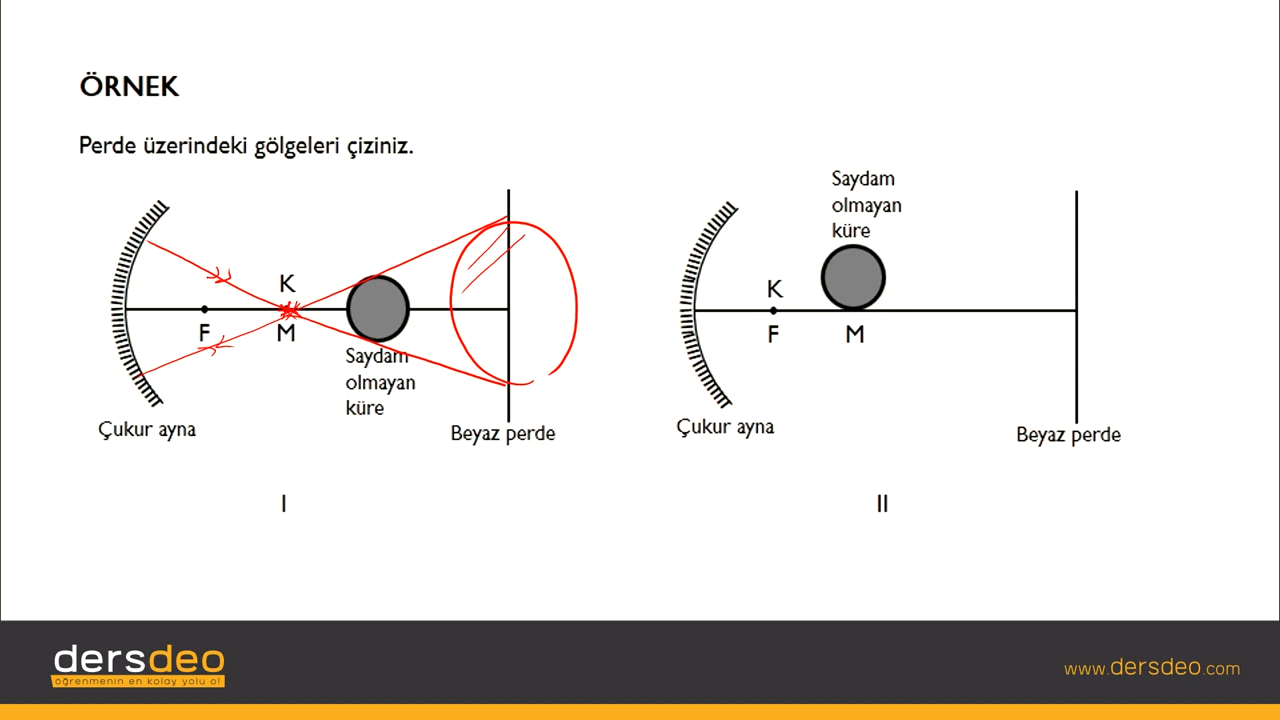 ÖRNEK
Perde üzerindeki gölgeleri çiziniz.
K
F
M
Saydam
olmayan
küre
Çukur ayna
Beyaz perde
I
Saydam
olmayan
küre
K
F
M
Çukur ayna
Beyaz perde
II
dersdeo
öğrenmenin en kolay yolu o!
www.dersdeo.com